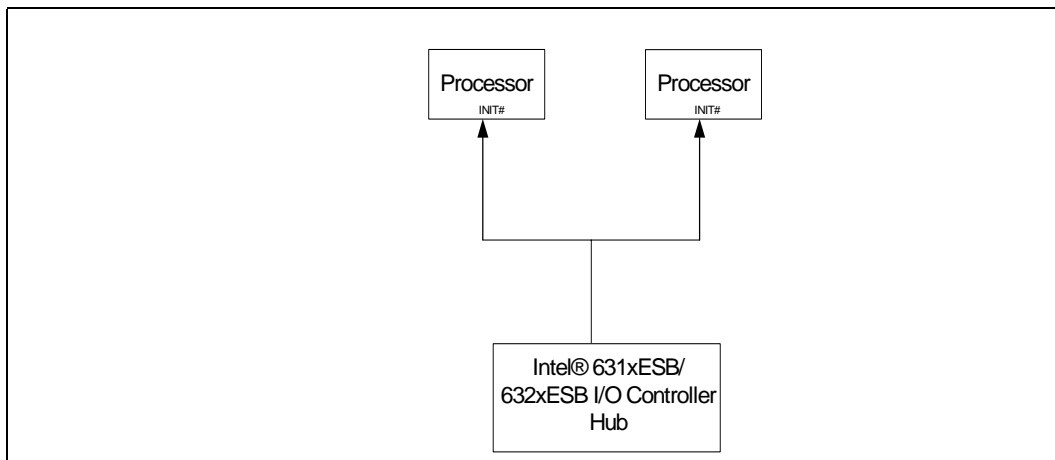 Processor
INIT#
Processor
INIT#
Intel® 631xESB/
632xESB I/O Controller
Hub